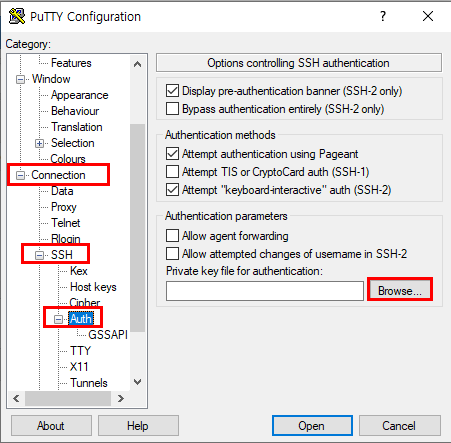 PuTTY Configuration
?
Category:
Features
Window
Appearance
Behaviour
Translation
Selection
Colours
Connection
Data
Proxy
Telnet
Rlogin
SSH
Kex
Host keys
Cipher
Auth
GSSAPI
TTY
X11
Tunnels
Options controlling SSH authentication
Display pre-authentication banner (SSH-2 only)
Bypass authentication entirely (SSH-2 only)
Authentication methods
Attempt authentication using Pageant
Attempt TIS or CryptoCard auth (SSH-1)
Attempt "keyboard-interactive" auth (SSH-2)
Authentication parameters
Allow agent forwarding
Allow attempted changes of username in SSH-2
Private key file for authentication:
Browse...
About
Help
Open
Cancel